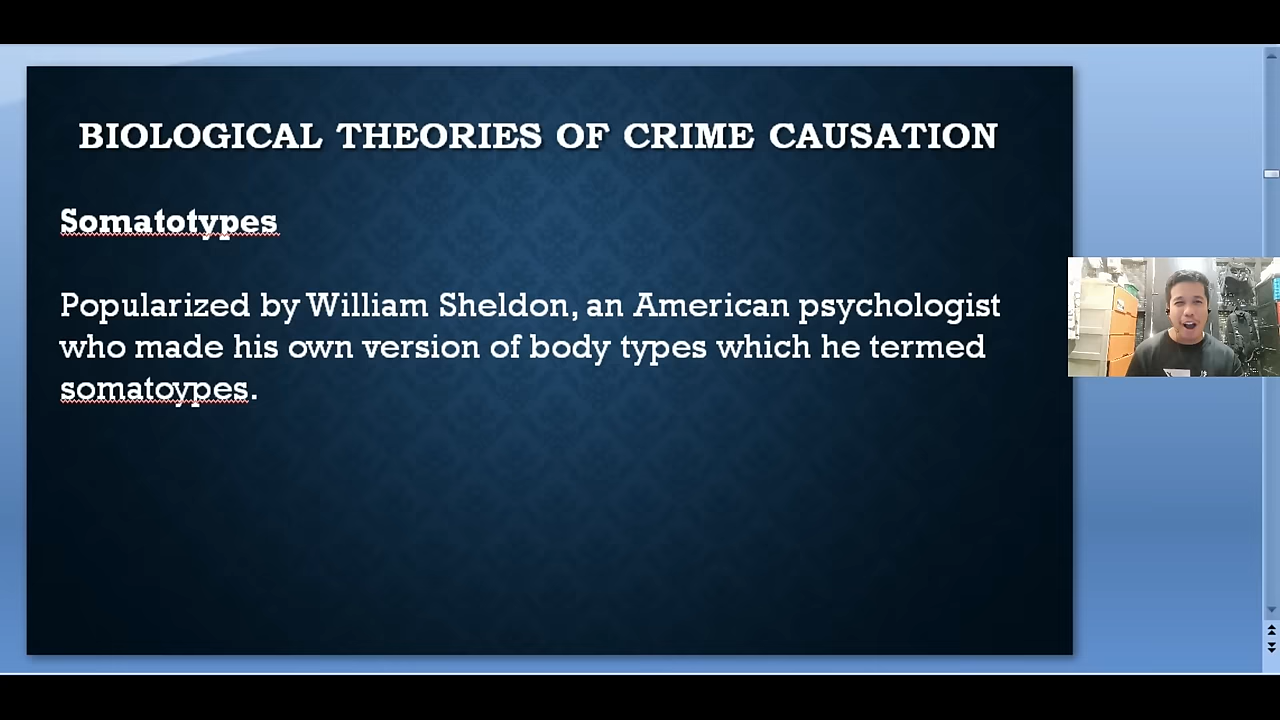 BIOLOGICAL THEORIES OF CRIME CAUSATION
Somatotypes
Popularized by William Sheldon, an American psychologist
who made his own version of body types which he termed
somatoypes.